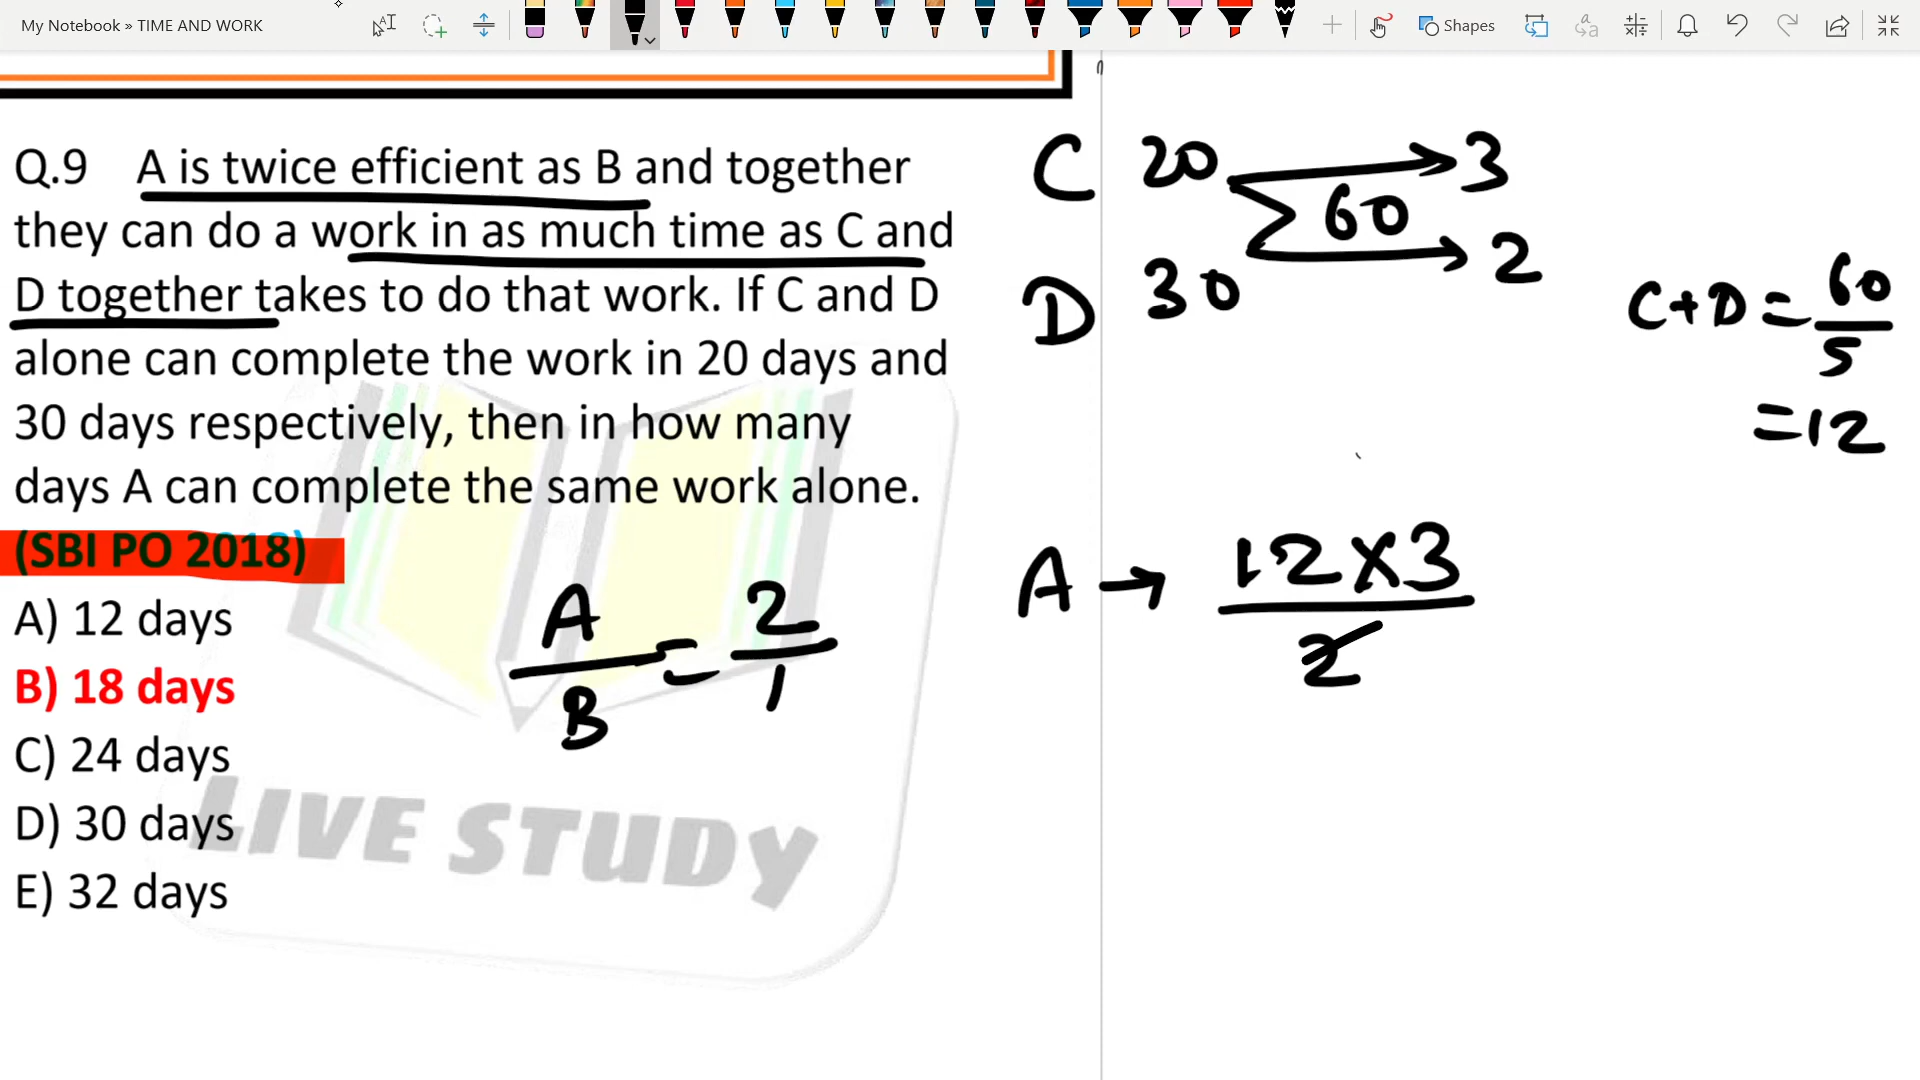 My Notebook » TIME AND WORK
Shapes
Q.9 A is twice efficient as B and together
they can do a work in as much time as C and
D together takes to do that work. If C and D
alone can complete the work in 20 days and
30 days respectively, then in how many
days A can complete the same work alone.
(SBI PO 2018)
A) 12 days
B) 18 days
C) 24 days
D) 30 days
E) 32 days
LIVE STUDY
A/B = 2/1
C 20 → 3
60
D 30 → 2
C+D = 60/5
=12
A → 12×3/2